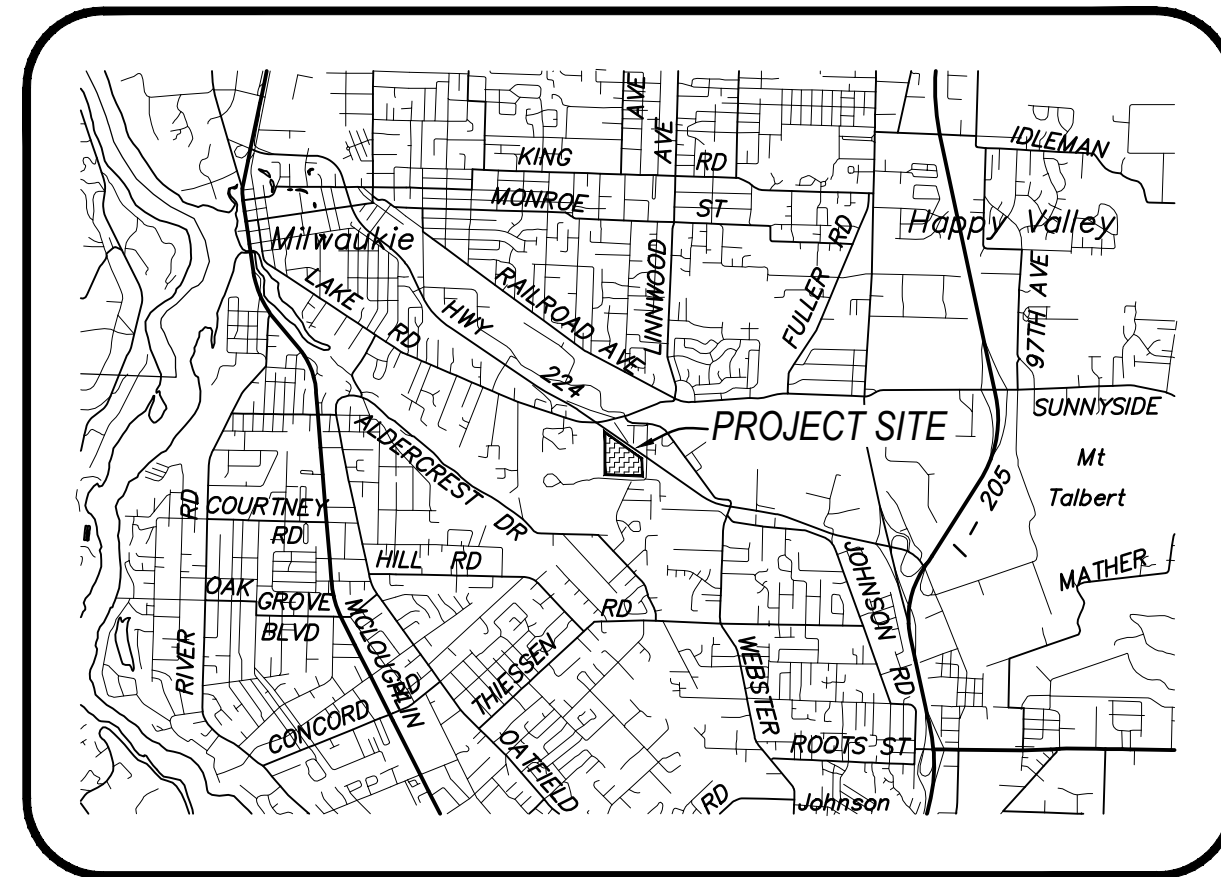 AVE
AVE
KING RD
IDLEMAN
MONROE ST
Happy Valley
Milwaukie
FULLER RD
LINNWOOD
LAKE RD
HWY 224
RAILROAD AVE
97TH AVE
SUNNYSIDE
PROJECT SITE
Mt
Talbert
ALDERCREST DR
I - 205
RD
COURTNEY
RD
HILL RD
JOHNSON RD
MATHER
OAK
GROVE
BLVD
RD
MCLOUGHLIN
RIVER
THIESSEN
WEBSTER
CONCORD RD
OATFIELD
ROOTS ST
RD
Johnson